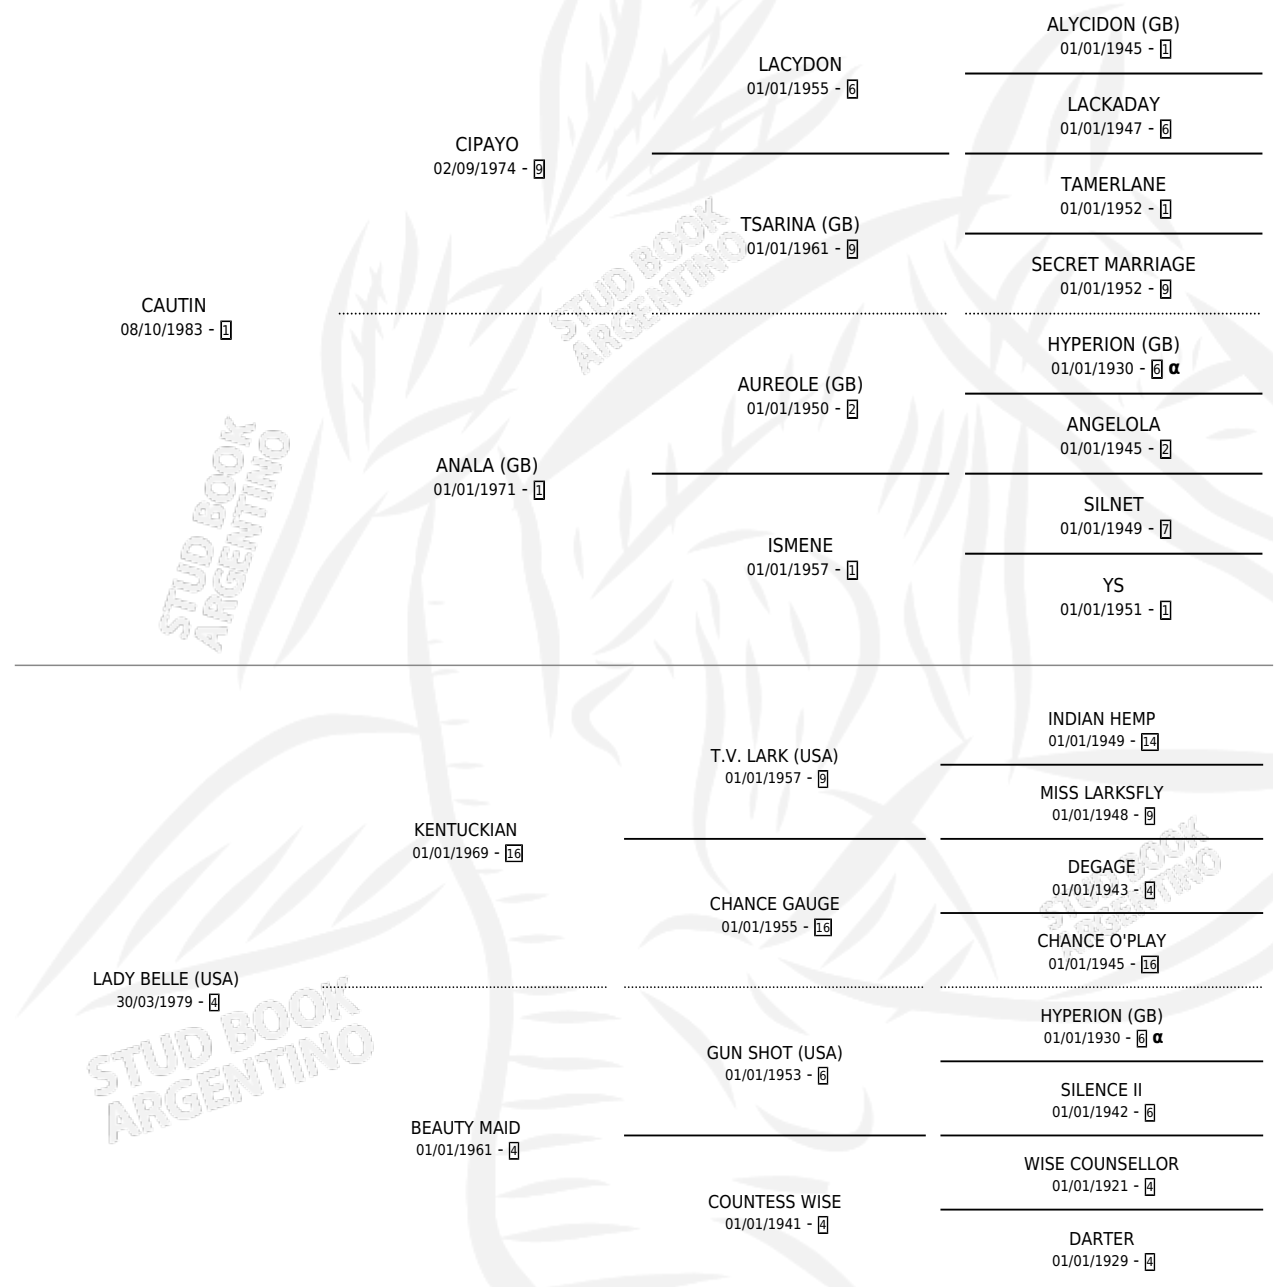 ALYCIDON (GB)
01/01/1945 - 1
LACYDON
01/01/1955 - 6
LACKADAY
01/01/1947 - 6
CIPAYO
02/09/1974 - 9
TAMERLANE
01/01/1952 - 1
TSARINA (GB)
01/01/1961 - 9
SECRET MARRIAGE
01/01/1952 - 9
CAUTIN
08/10/1983 - 1
HYPERION (GB)
01/01/1930 - 6 α
AUREOLE (GB)
01/01/1950 - 2
ANGELOLA
01/01/1945 - 2
ANALA (GB)
01/01/1971 - 1
SILNET
01/01/1949 - 7
ISMENE
01/01/1957 - 1
YS
01/01/1951 - 1
STUD BOOK
ARGENTINO
STUD BOOK
ARGENTINO
INDIAN HEMP
01/01/1949 - 14
T.V. LARK (USA)
01/01/1957 - 9
MISS LARKSFLY
01/01/1948 - 9
KENTUCKIAN
01/01/1969 - 16
DEGAGE
01/01/1943 - 4
CHANCE GAUGE
01/01/1955 - 16
CHANCE O'PLAY
01/01/1945 - 16
LADY BELLE (USA)
30/03/1979 - 4
HYPERION (GB)
01/01/1930 - 6 α
GUN SHOT (USA)
01/01/1953 - 6
SILENCE II
01/01/1942 - 6
BEAUTY MAID
01/01/1961 - 4
WISE COUNSELLOR
01/01/1921 - 4
COUNTESS WISE
01/01/1941 - 4
DARTER
01/01/1929 - 4
STUD BOOK
ARGENTINO
STUD BOOK
ARGENTINO